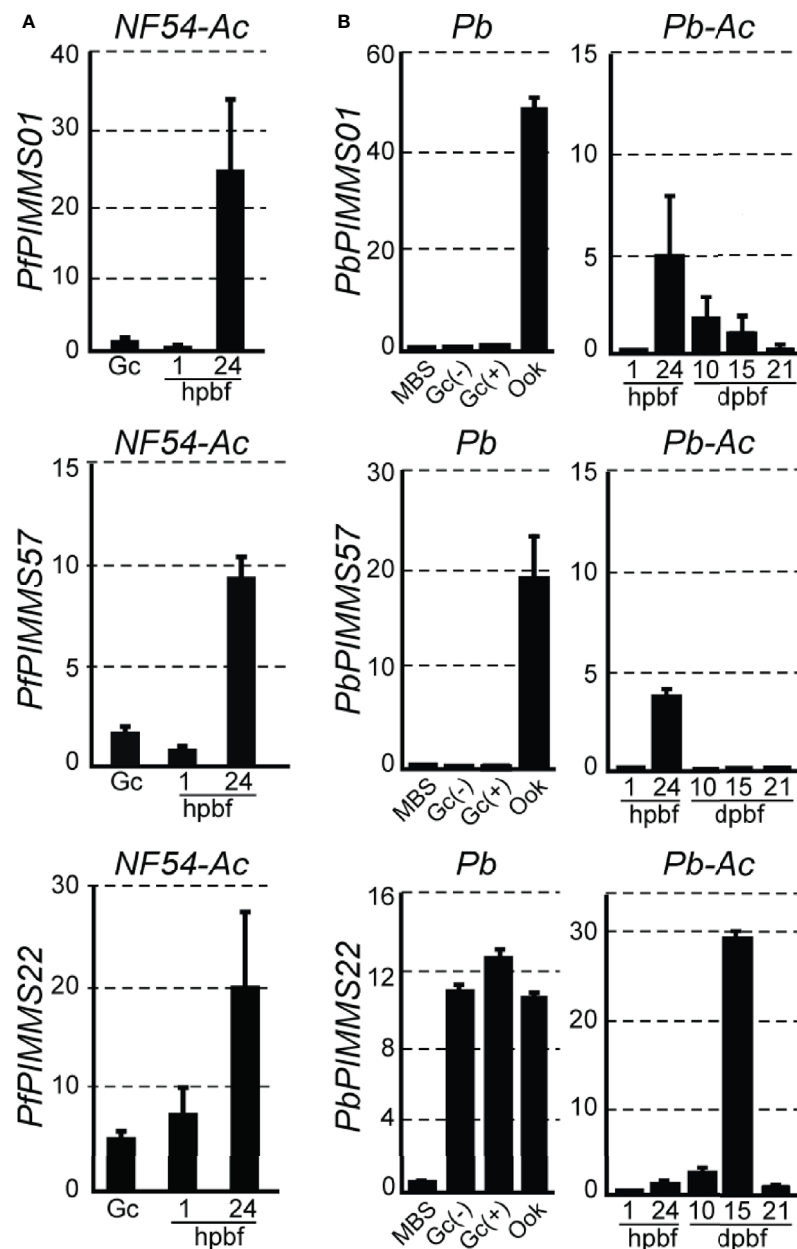 A
B
NF54-Ac
Pb
Pb-Ac
PfPIMMS01
40
30
20
10
0
Gc
1
24
hpbf
PbPIMMS01
60
40
20
0
MBS
Gc(-)
Gc(+)
Ook
15
10
5
0
1
24
10
15
21
hpbf
dpbf
NF54-Ac
Pb
Pb-Ac
PfPIMMS57
15
10
5
0
Gc
1
24
hpbf
PbPIMMS57
30
20
10
0
MBS
Gc(-)
Gc(+)
Ook
15
10
5
0
1
24
10
15
21
hpbf
dpbf
NF54-Ac
Pb
Pb-Ac
PfPIMMS22
30
20
10
0
Gc
1
24
hpbf
PbPIMMS22
16
12
8
4
0
MBS
Gc(-)
Gc(+)
Ook
30
20
10
0
1
24
10
15
21
hpbf
dpbf